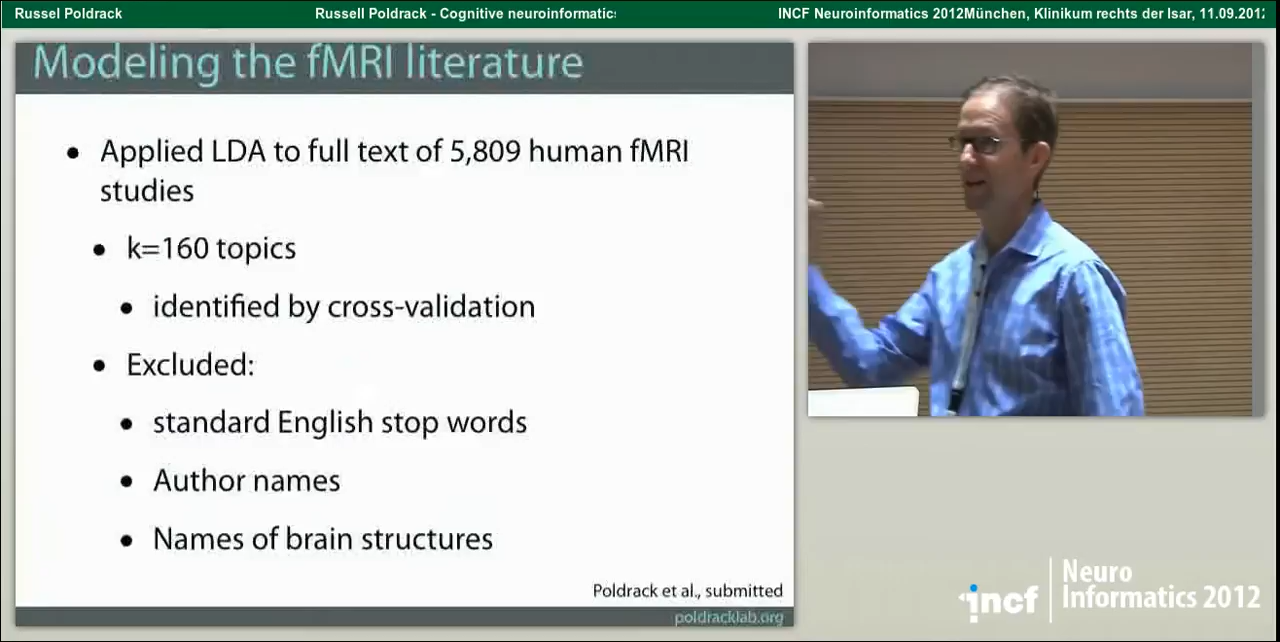 Russel Poldrack
Russell Poldrack - Cognitive neuroinformatics
INCF Neuroinformatics 2012München, Klinikum rechts der Isar, 11.09.2012
Modeling the fMRI literature
• Applied LDA to full text of 5,809 human fMRI
studies
• k=160 topics
• identified by cross-validation
• Excluded:
• standard English stop words
• Author names
• Names of brain structures
Poldrack et al., submitted
poldracklab.org
incf
Neuro
Informatics 2012